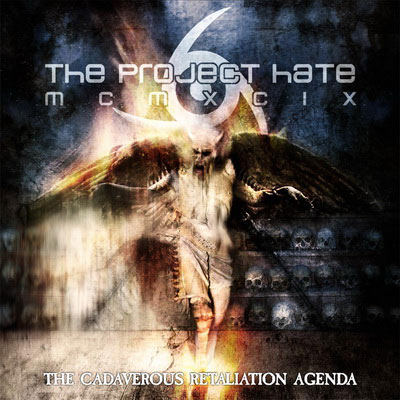 The Project Hate
MCMXCIX
THE CADAVEROUS RETALIATION AGENDA